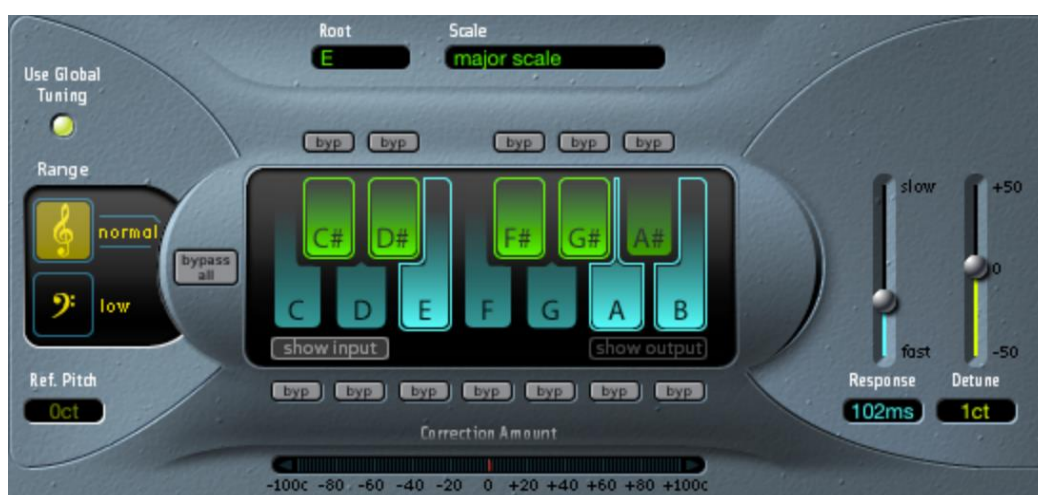 Root Scale
E major scale
Use Global
Tuning
byp byp byp byp byp
Range
slow +50
normal
C# D# F# G# A#
bypass
all
0
low
C D E F G A B
show input show output
fast -50
Ref. Pitch
Response Detune
byp byp byp byp byp byp byp
0ct
102ms 1ct
Correction Amount
-100c -80 -60 -40 -20 0 +20 +40 +60 +80 +100c